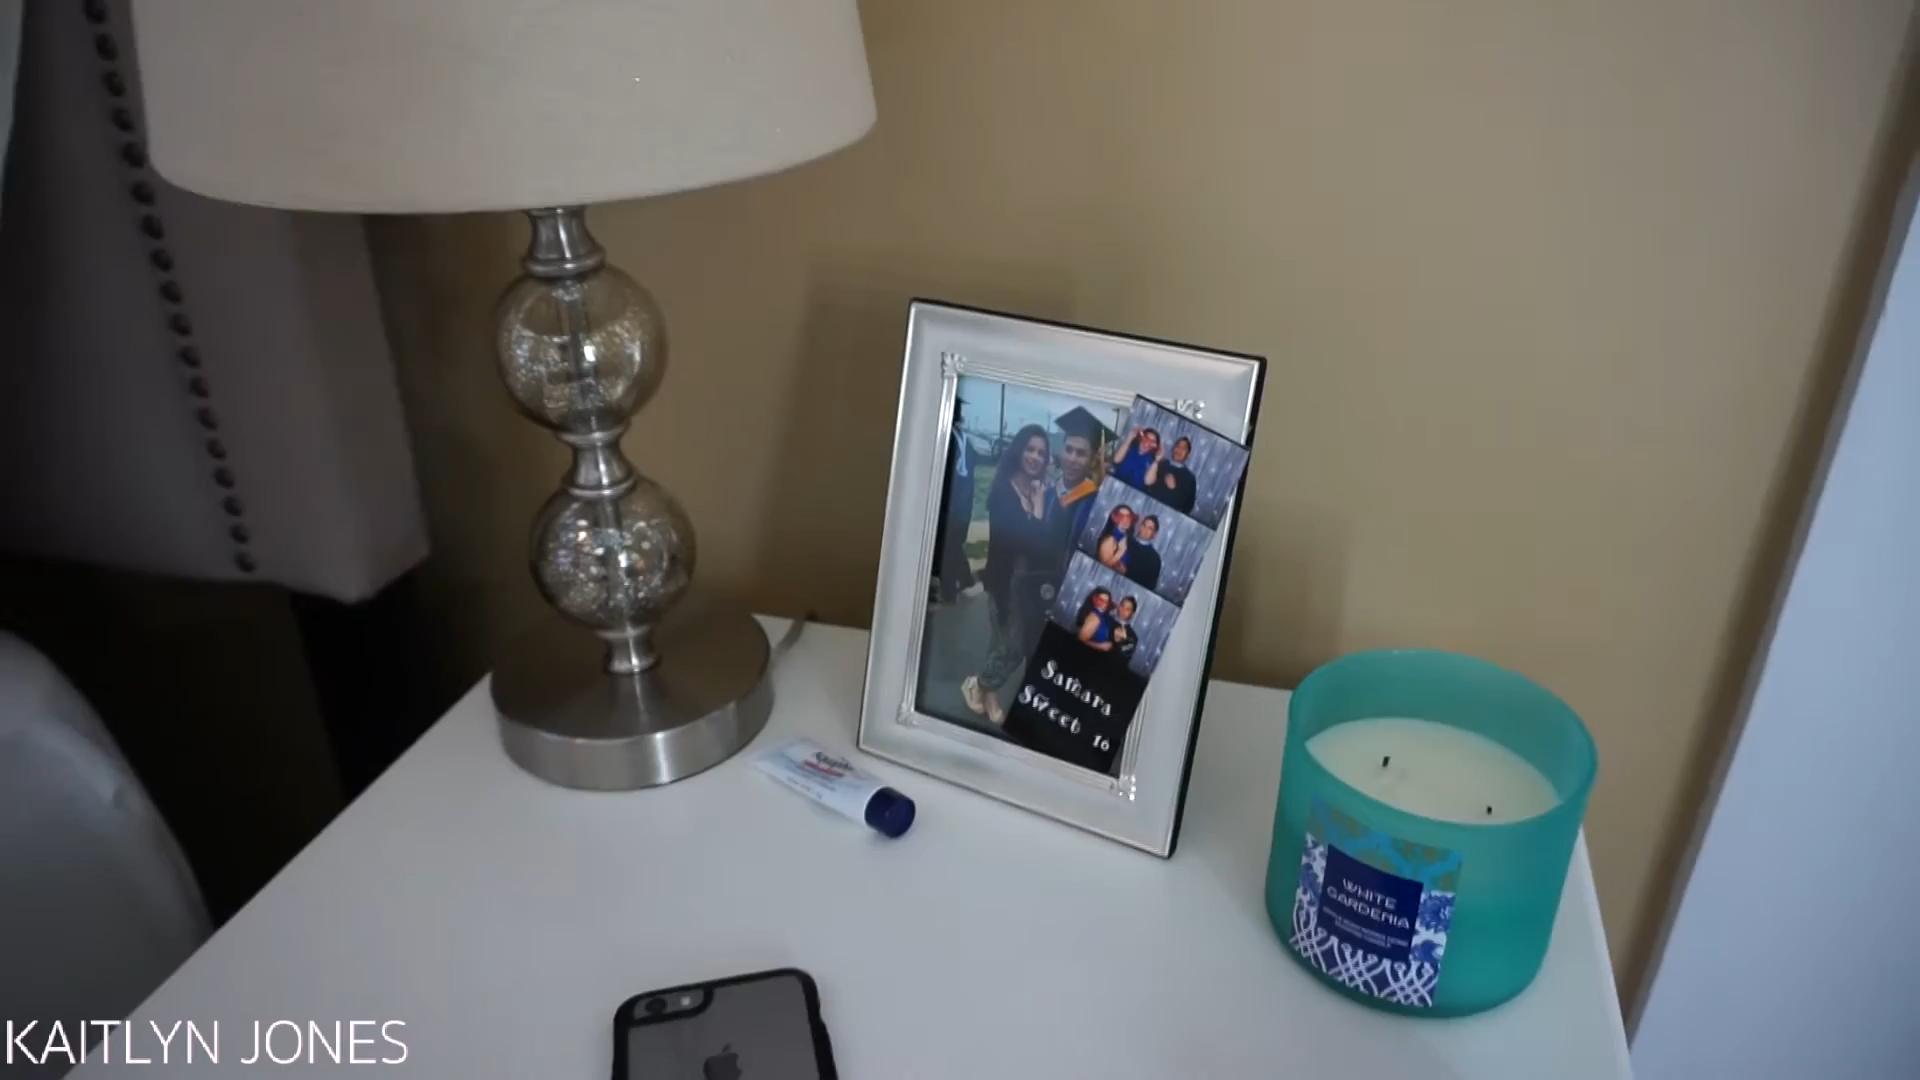 Samara
Sweet 16
WHITE
GARDENIA
KAITLYN JONES